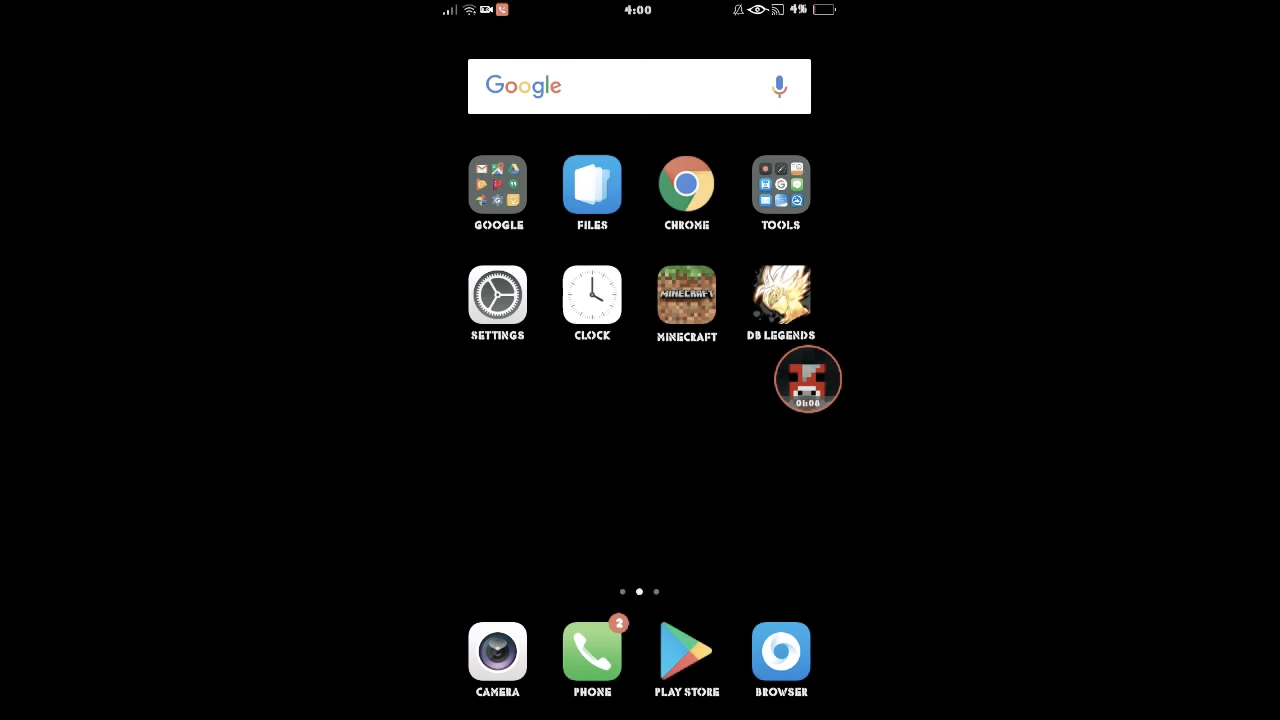 4:00 4%
Google
GOOGLE FILES CHROME TOOLS
MINECRAFT
SETTINGS CLOCK MINECRAFT DB LEGENDS
01:08
2
CAMERA PHONE PLAY STORE BROWSER